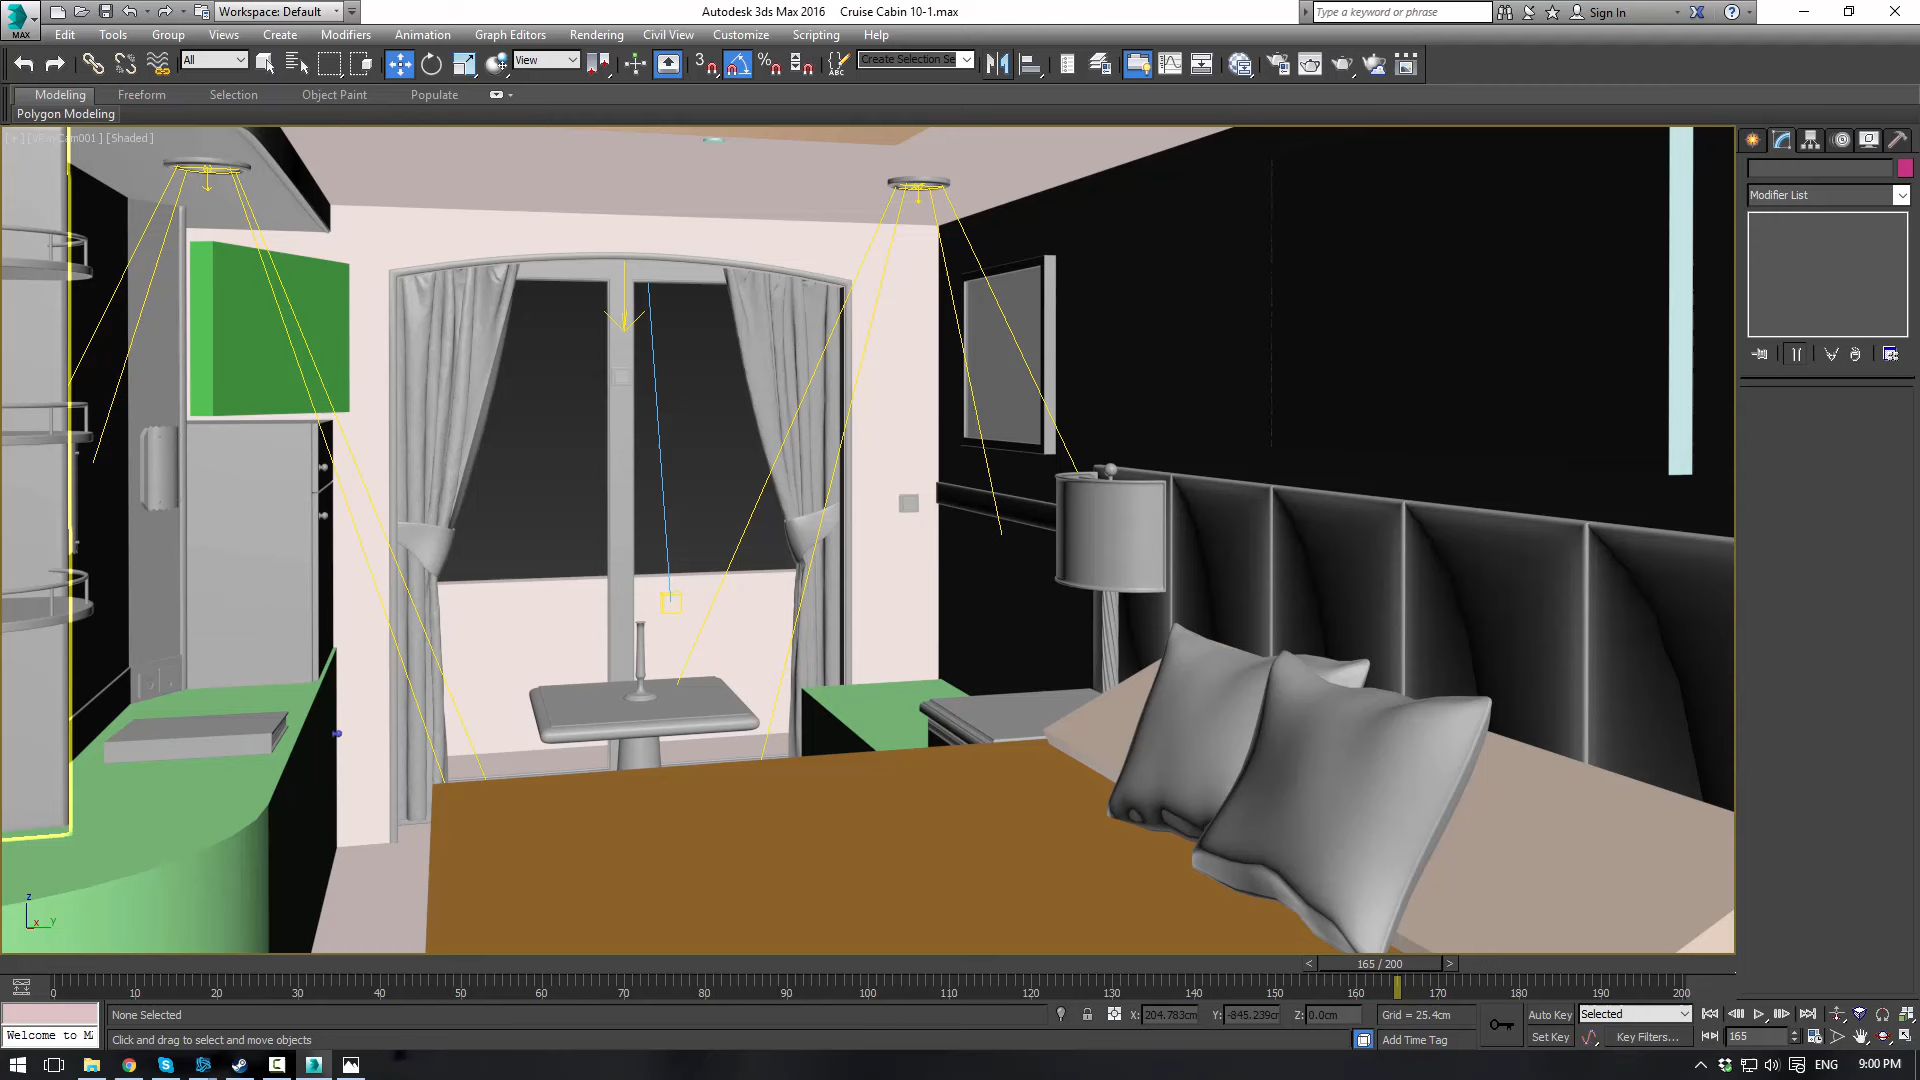 Workspace: Default
Autodesk 3ds Max 2016    Cruise Cabin 10-1.max
Type a keyword or phrase
Sign In
MAX
Edit Tools Group Views Create Modifiers Animation Graph Editors Rendering Civil View Customize Scripting Help
All
View
3
%
ABC
Create Selection Se
Modeling Freeform Selection Object Paint Populate
Polygon Modeling
[Shaded]
Modifier List
z
x
y
165 / 200
0 10 20 30 40 50 60 70 80 90 100 110 120 130 140 150 160 170 180 190 200
None Selected
X: 204.783cm Y: -845.239cm Z: 0.0cm
Grid = 25.4cm
Auto Key
Selected
Welcome to Mi
Click and drag to select and move objects
Add Time Tag
Set Key
Key Filters...
165
ENG
9:00 PM